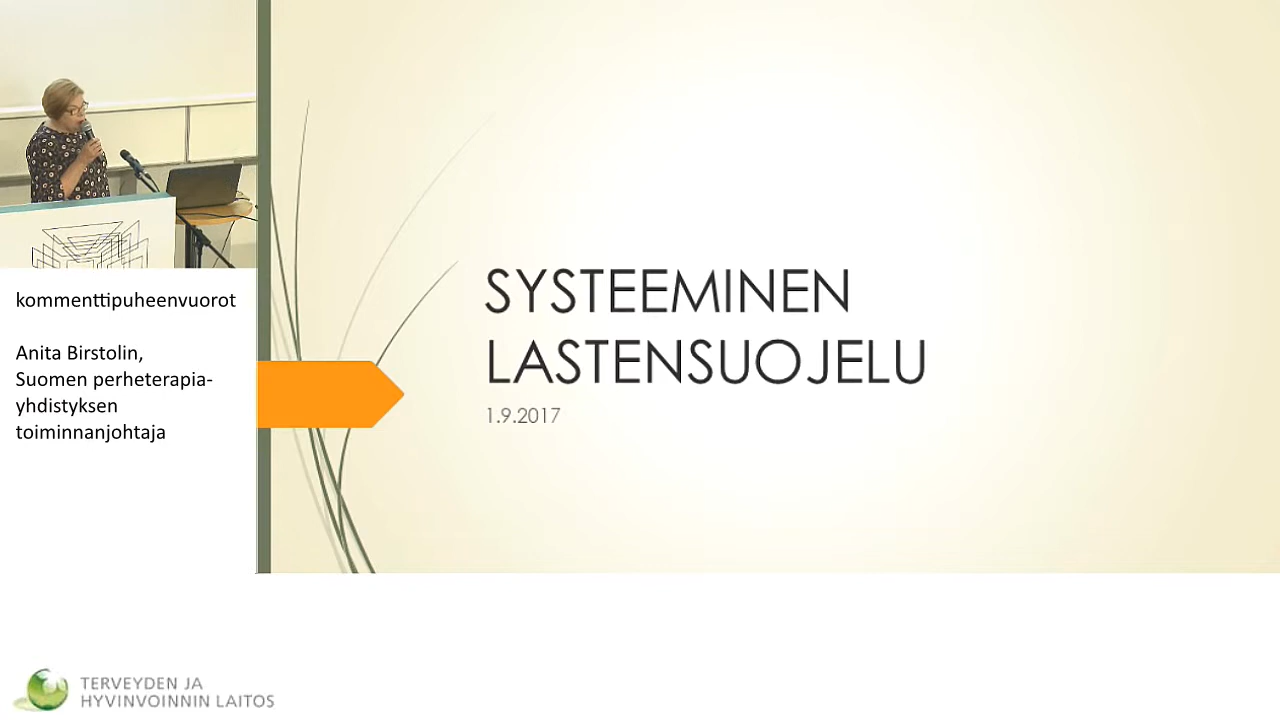 kommenttipuheenvuorot
Anita Birstolin,
Suomen perheterapia-
yhdistyksen
toiminnanjohtaja
SYSTEEMINEN
LASTENSUOJELU
1.9.2017
TERVEYDEN JA
HYVINVOINNIN LAITOS